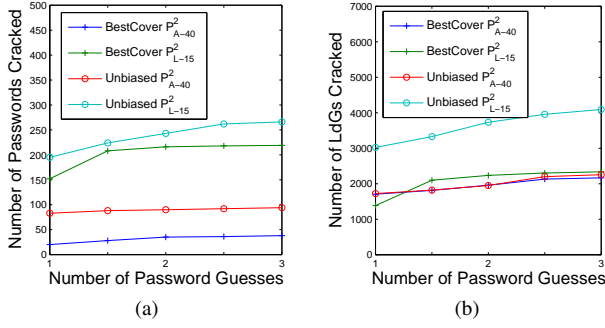 500
450
400
350
300
250
200
150
100
50
0
Number of Passwords Cracked
BestCover P²A−40
BestCover P²L−15
Unbiased P²A−40
Unbiased P²L−15
1 2 3
Number of Password Guesses
(a)
7000
6000
5000
4000
3000
2000
1000
0
Number of LdGs Cracked
BestCover P²A−40
BestCover P²L−15
Unbiased P²A−40
Unbiased P²L−15
1 2 3
Number of Password Guesses
(b)